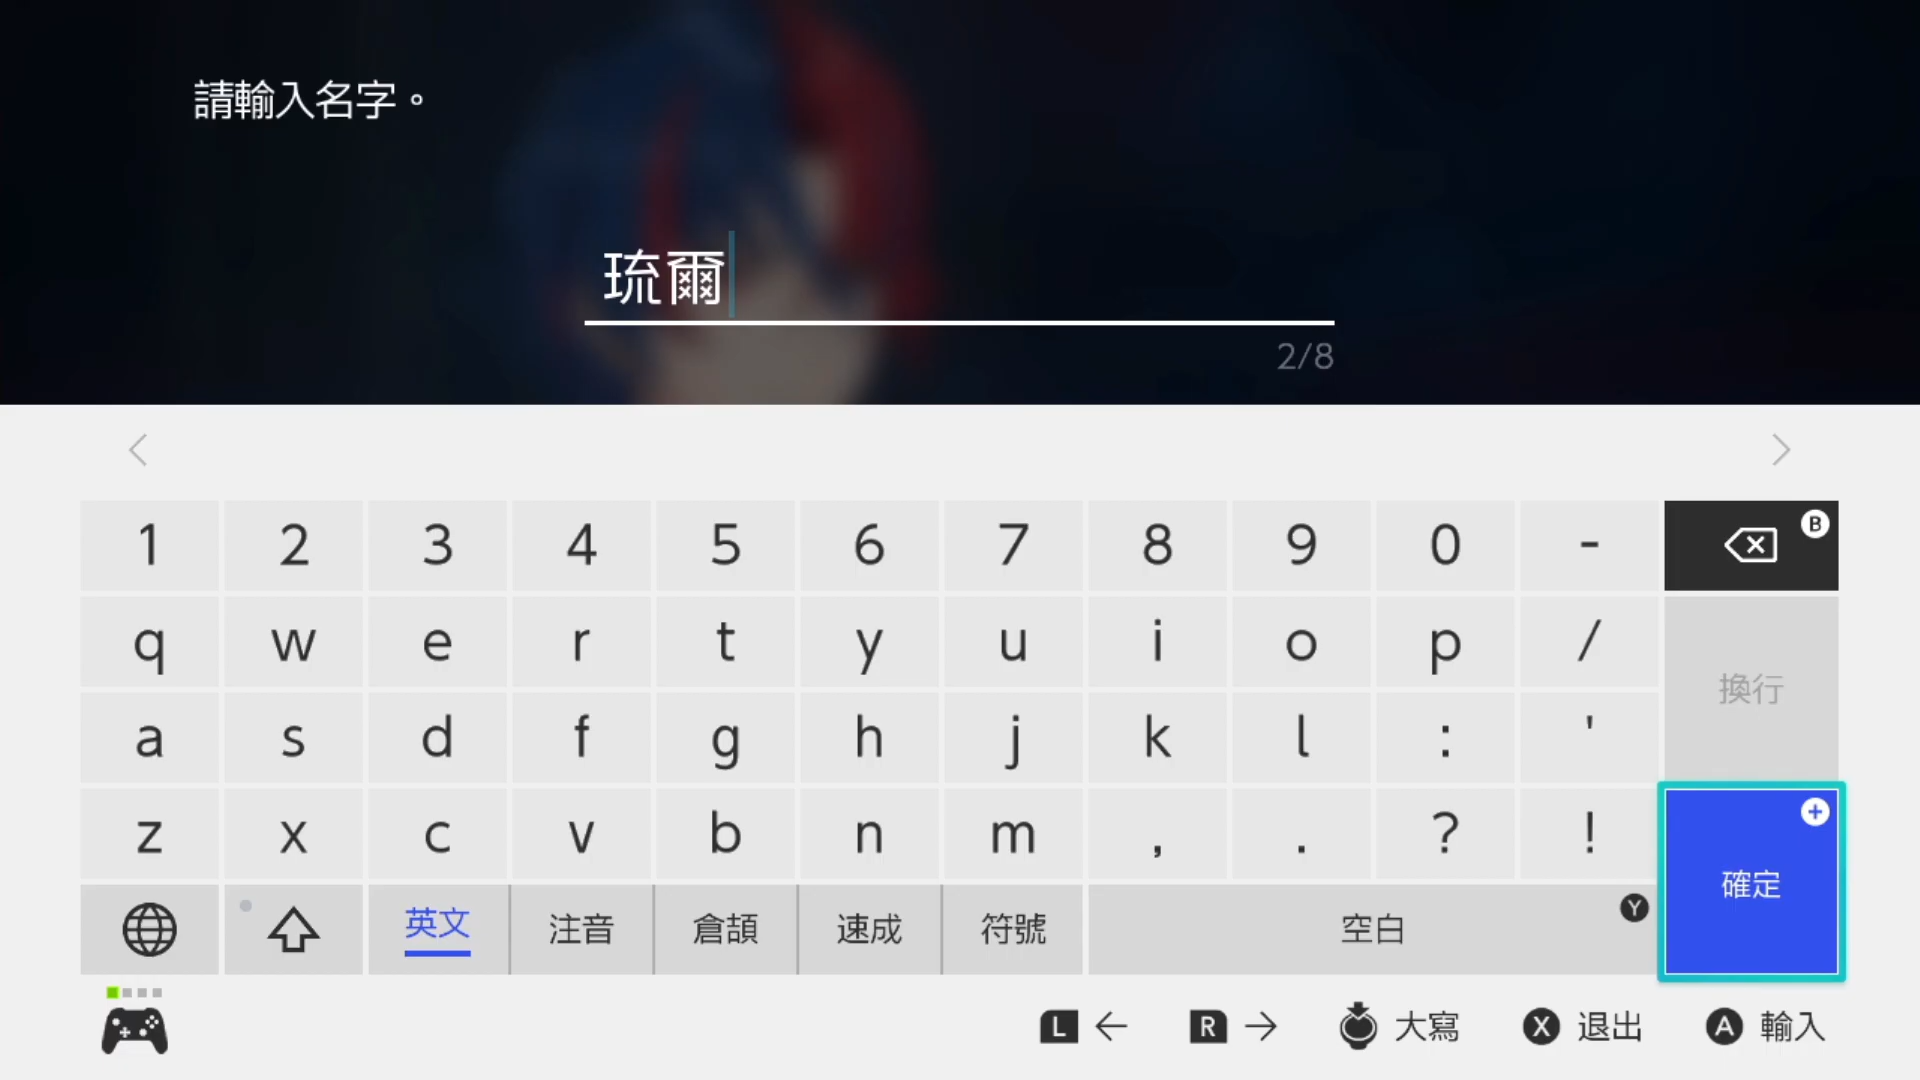 請輸入名字。
琉爾
2/8
1 2 3 4 5 6 7 8 9 0 - B
q w e r t y u i o p / 換行
a s d f g h j k l : '
z x c v b n m , . ? ! + 確定
英文 注音 倉頡 速成 符號 空白 Y
L ← R → 大寫 X 退出 A 輸入